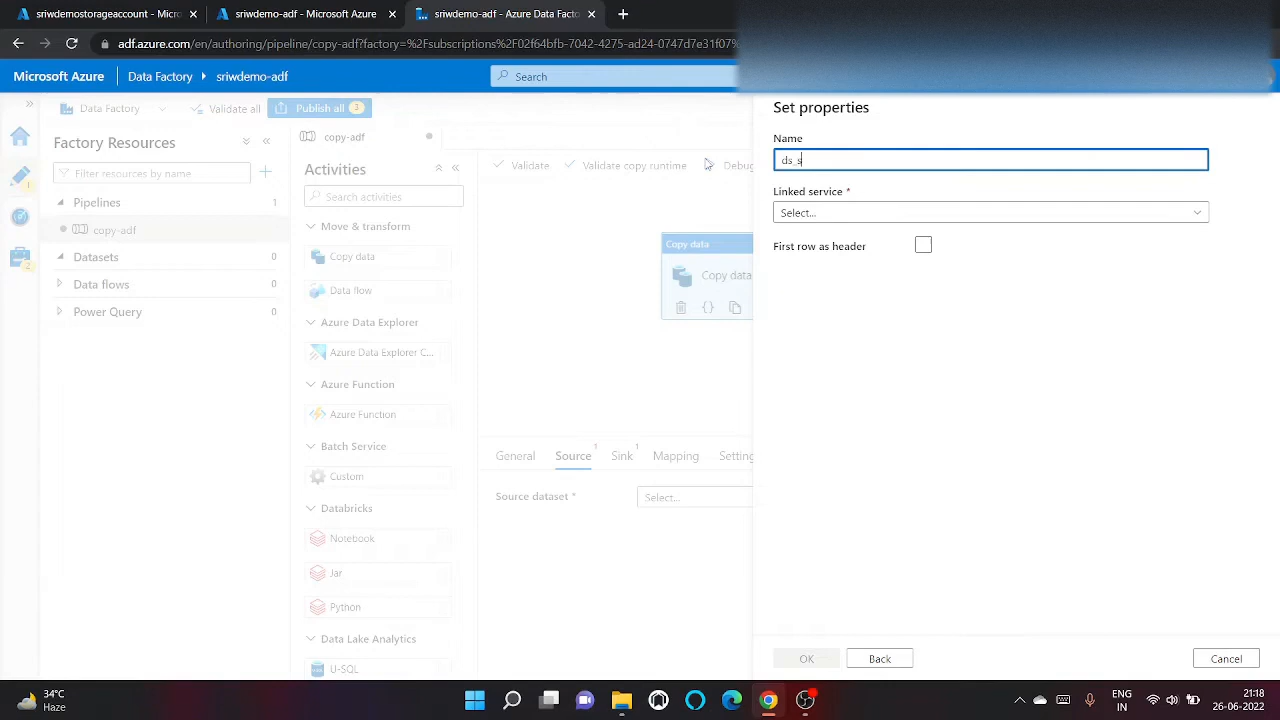 sriwdemostorageaccount - Micros
sriwdemo-adf - Microsoft Azure
sriwdemo-adf - Azure Data Facto
adf.azure.com/en/authoring/pipeline/copy-adf?factory=%2Fsubscriptions%2F02f64bfb-7042-4275-ad24-0747d7e31f07%
Microsoft Azure
Data Factory
sriwdemo-adf
Search
Data Factory
Validate all
Publish all
3
Factory Resources
Filter resources by name
Pipelines
1
copy-adf
Datasets
0
Data flows
0
Power Query
0
copy-adf
Activities
Search activities
Move & transform
Copy data
Data flow
Azure Data Explorer
Azure Data Explorer C...
Azure Function
Azure Function
Batch Service
Custom
Databricks
Notebook
Jar
Python
Data Lake Analytics
U-SQL
Validate
Validate copy runtime
Debug
Copy data
Copy data
General
Source
1
Sink
1
Mapping
Setting
Source dataset *
Select...
Set properties
Name
ds_s
Linked service *
Select...
First row as header
OK
Back
Cancel
34°C
Haze
ENG
IN
21:18
26-06-2022